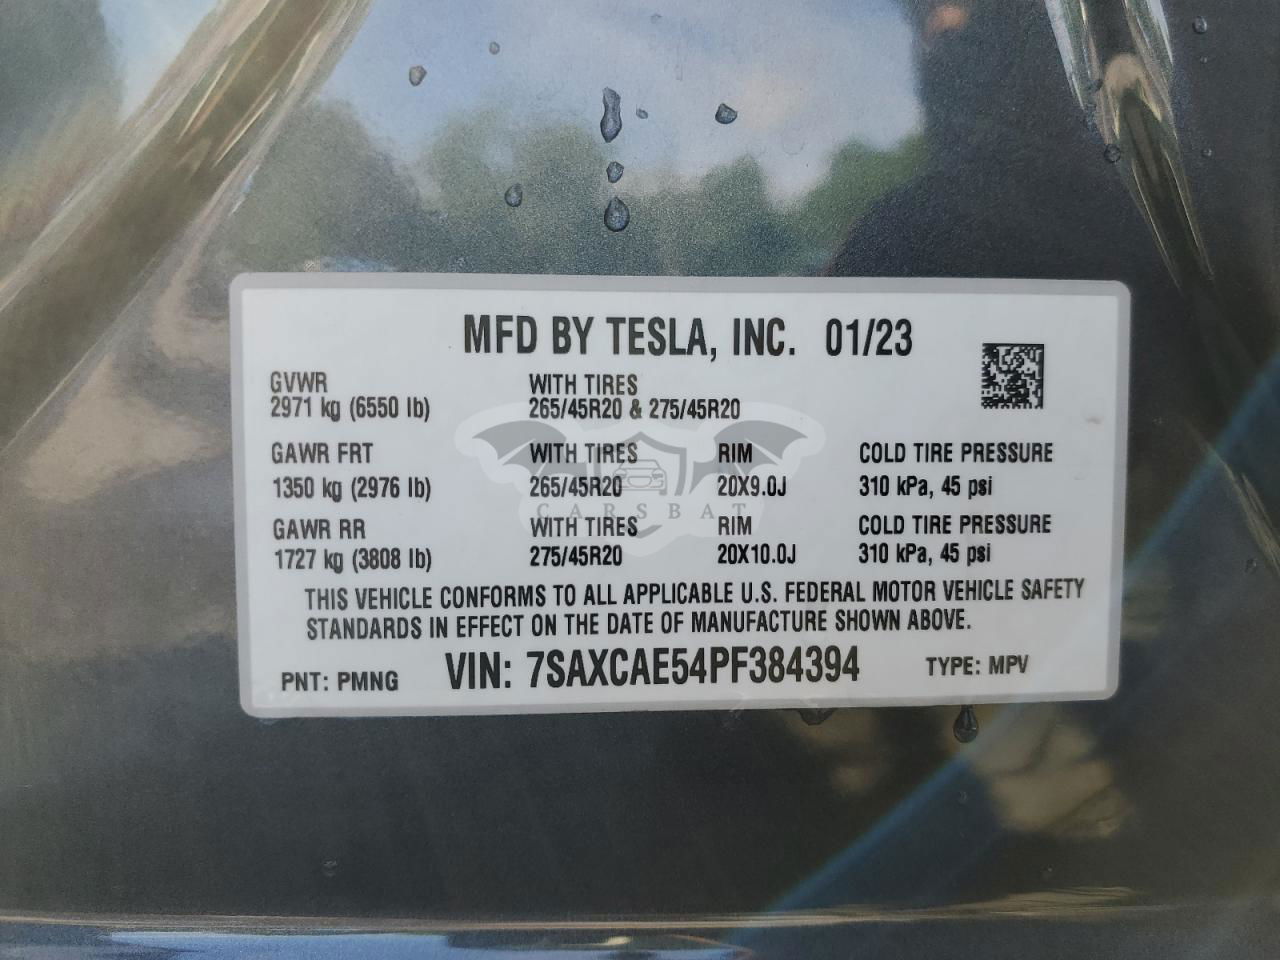 MFD BY TESLA, INC. 01/23
GVWR WITH TIRES
2971 kg (6550 lb) 265/45R20 & 275/45R20
GAWR FRT WITH TIRES RIM COLD TIRE PRESSURE
1350 kg (2976 lb) 265/45R20 20X9.0J 310 kPa, 45 psi
GAWR RR WITH TIRES RIM COLD TIRE PRESSURE
1727 kg (3808 lb) 275/45R20 20X10.0J 310 kPa, 45 psi
CARSBAT
THIS VEHICLE CONFORMS TO ALL APPLICABLE U.S. FEDERAL MOTOR VEHICLE SAFETY
STANDARDS IN EFFECT ON THE DATE OF MANUFACTURE SHOWN ABOVE.
PNT: PMNG VIN: 7SAXCAE54PF384394 TYPE: MPV